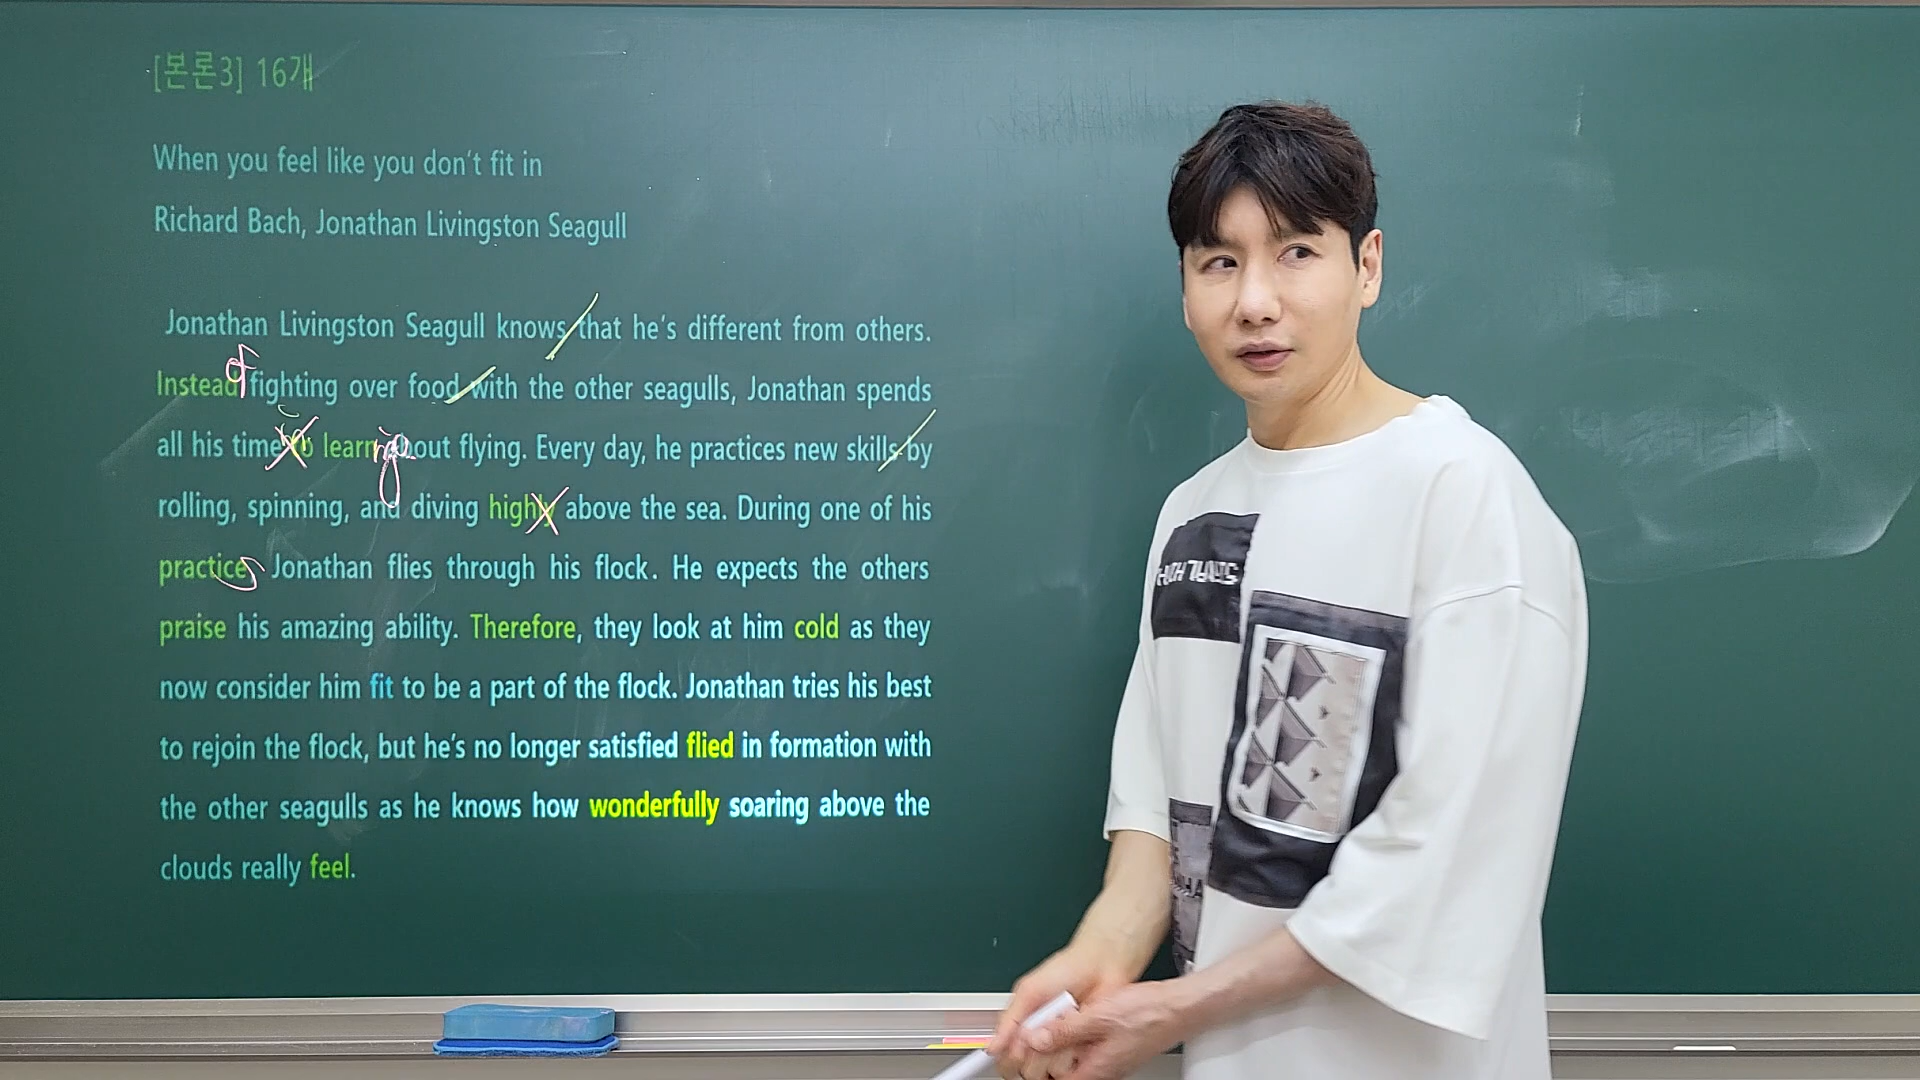 [본론3] 16개
When you feel like you don't fit in
Richard Bach, Jonathan Livingston Seagull
Jonathan Livingston Seagull knows that he's different from others.
of
Instead fighting over food with the other seagulls, Jonathan spends
all his time to learning about flying. Every day, he practices new skills by
rolling, spinning, and diving highly above the sea. During one of his
practices Jonathan flies through his flock. He expects the others
praise his amazing ability. Therefore, they look at him cold as they
now consider him fit to be a part of the flock. Jonathan tries his best
to rejoin the flock, but he's no longer satisfied flied in formation with
the other seagulls as he knows how wonderfully soaring above the
clouds really feel.